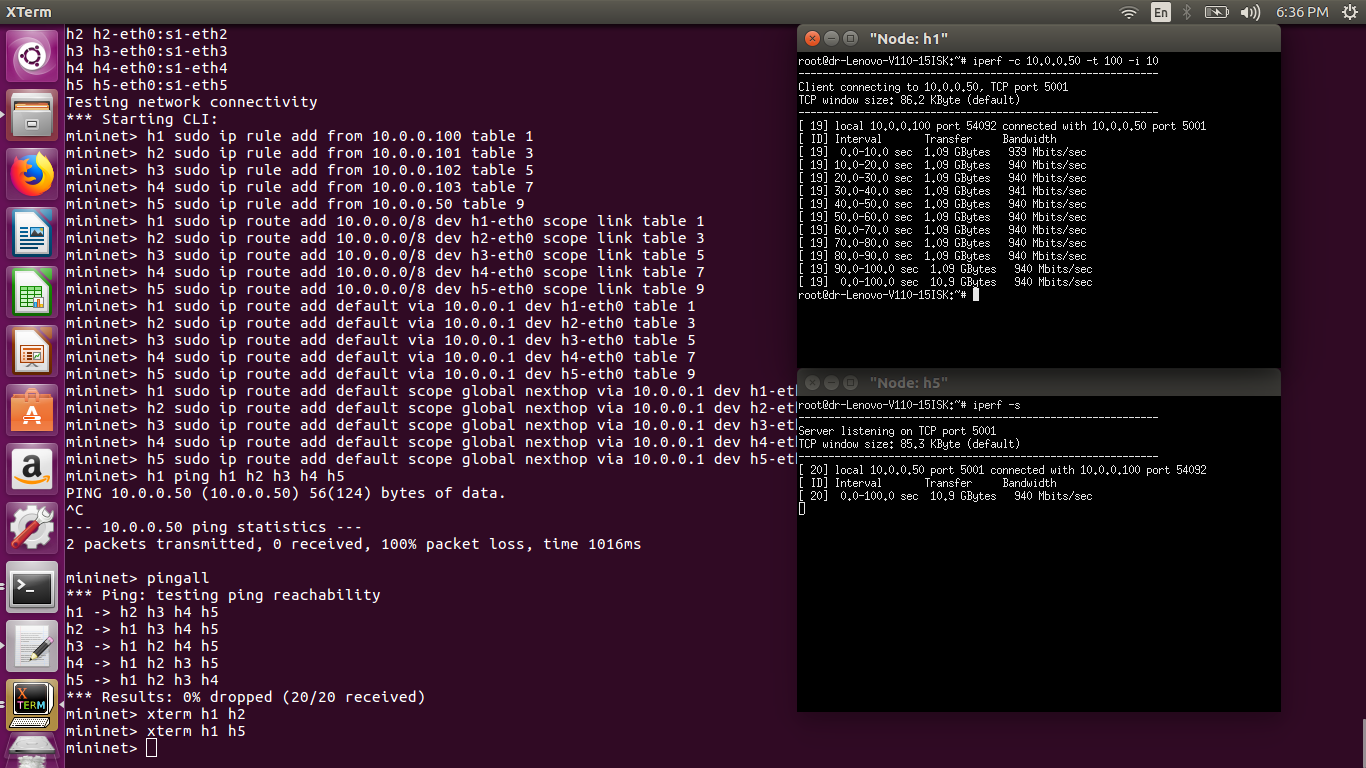 XTerm
En
6:36 PM
h2 h2-eth0:s1-eth2
h3 h3-eth0:s1-eth3
h4 h4-eth0:s1-eth4
h5 h5-eth0:s1-eth5
Testing network connectivity
*** Starting CLI:
mininet> h1 sudo ip rule add from 10.0.0.100 table 1
mininet> h2 sudo ip rule add from 10.0.0.101 table 3
mininet> h3 sudo ip rule add from 10.0.0.102 table 5
mininet> h4 sudo ip rule add from 10.0.0.103 table 7
mininet> h5 sudo ip rule add from 10.0.0.50 table 9
mininet> h1 sudo ip route add 10.0.0.0/8 dev h1-eth0 scope link table 1
mininet> h2 sudo ip route add 10.0.0.0/8 dev h2-eth0 scope link table 3
mininet> h3 sudo ip route add 10.0.0.0/8 dev h3-eth0 scope link table 5
mininet> h4 sudo ip route add 10.0.0.0/8 dev h4-eth0 scope link table 7
mininet> h5 sudo ip route add 10.0.0.0/8 dev h5-eth0 scope link table 9
mininet> h1 sudo ip route add default via 10.0.0.1 dev h1-eth0 table 1
mininet> h2 sudo ip route add default via 10.0.0.1 dev h2-eth0 table 3
mininet> h3 sudo ip route add default via 10.0.0.1 dev h3-eth0 table 5
mininet> h4 sudo ip route add default via 10.0.0.1 dev h4-eth0 table 7
mininet> h5 sudo ip route add default via 10.0.0.1 dev h5-eth0 table 9
mininet> h1 sudo ip route add default scope global nexthop via 10.0.0.1 dev h1-et
mininet> h2 sudo ip route add default scope global nexthop via 10.0.0.1 dev h2-et
mininet> h3 sudo ip route add default scope global nexthop via 10.0.0.1 dev h3-et
mininet> h4 sudo ip route add default scope global nexthop via 10.0.0.1 dev h4-et
mininet> h5 sudo ip route add default scope global nexthop via 10.0.0.1 dev h5-et
mininet> h1 ping h1 h2 h3 h4 h5
PING 10.0.0.50 (10.0.0.50) 56(124) bytes of data.
^C
--- 10.0.0.50 ping statistics ---
2 packets transmitted, 0 received, 100% packet loss, time 1016ms
mininet> pingall
*** Ping: testing ping reachability
h1 -> h2 h3 h4 h5
h2 -> h1 h3 h4 h5
h3 -> h1 h2 h4 h5
h4 -> h1 h2 h3 h5
h5 -> h1 h2 h3 h4
*** Results: 0% dropped (20/20 received)
mininet> xterm h1 h2
mininet> xterm h1 h5
mininet>
"Node: h1"
root@dr-Lenovo-V110-15ISK:~# iperf -c 10.0.0.50 -t 100 -i 10
------------------------------------------------------------
Client connecting to 10.0.0.50, TCP port 5001
TCP window size: 86.2 KByte (default)
------------------------------------------------------------
[ 19] local 10.0.0.100 port 54092 connected with 10.0.0.50 port 5001
[ ID] Interval Transfer Bandwidth
[ 19] 0.0-10.0 sec 1.09 GBytes 939 Mbits/sec
[ 19] 10.0-20.0 sec 1.09 GBytes 940 Mbits/sec
[ 19] 20.0-30.0 sec 1.09 GBytes 940 Mbits/sec
[ 19] 30.0-40.0 sec 1.09 GBytes 941 Mbits/sec
[ 19] 40.0-50.0 sec 1.09 GBytes 940 Mbits/sec
[ 19] 50.0-60.0 sec 1.09 GBytes 940 Mbits/sec
[ 19] 60.0-70.0 sec 1.09 GBytes 940 Mbits/sec
[ 19] 70.0-80.0 sec 1.09 GBytes 940 Mbits/sec
[ 19] 80.0-90.0 sec 1.09 GBytes 940 Mbits/sec
[ 19] 90.0-100.0 sec 1.09 GBytes 940 Mbits/sec
[ 19] 0.0-100.0 sec 10.9 GBytes 940 Mbits/sec
root@dr-Lenovo-V110-15ISK:~#
"Node: h5"
root@dr-Lenovo-V110-15ISK:~# iperf -s
------------------------------------------------------------
Server listening on TCP port 5001
TCP window size: 85.3 KByte (default)
------------------------------------------------------------
[ 20] local 10.0.0.50 port 5001 connected with 10.0.0.100 port 54092
[ ID] Interval Transfer Bandwidth
[ 20] 0.0-100.0 sec 10.9 GBytes 940 Mbits/sec
X
TERM